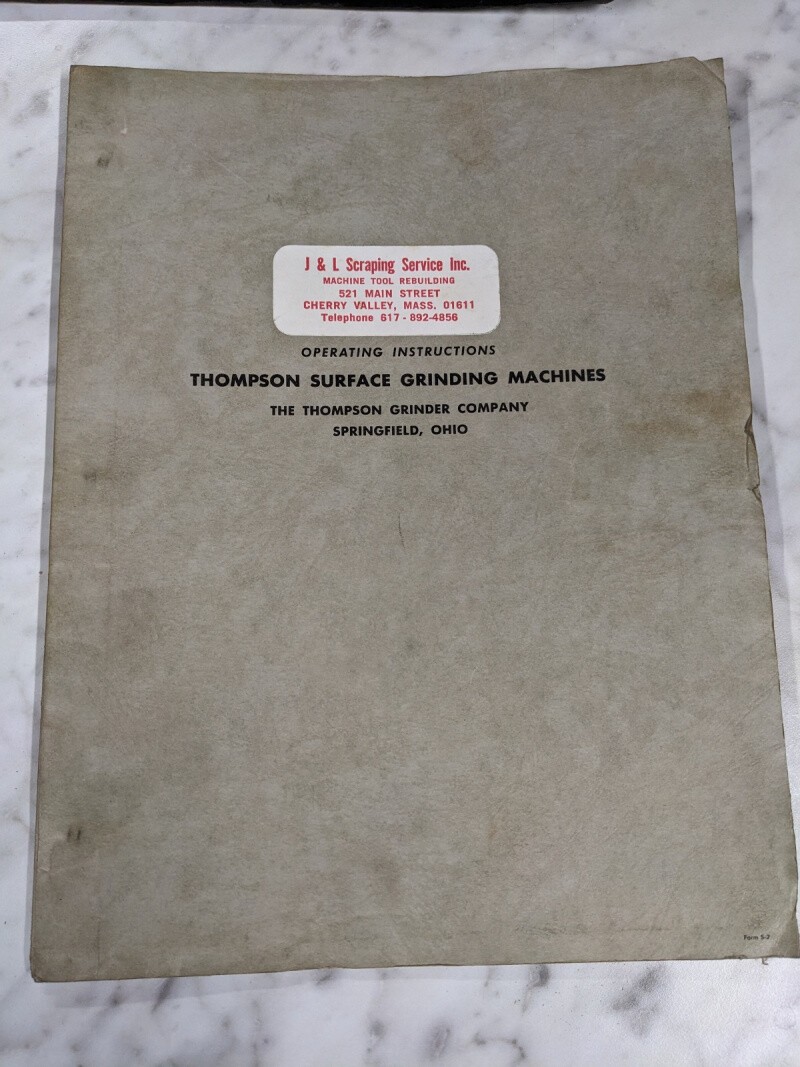 J & L Scraping Service Inc.
MACHINE TOOL REBUILDING
521 MAIN STREET
CHERRY VALLEY, MASS. 01611
Telephone 617 - 892-4856
OPERATING INSTRUCTIONS
THOMPSON SURFACE GRINDING MACHINES
THE THOMPSON GRINDER COMPANY
SPRINGFIELD, OHIO
Form